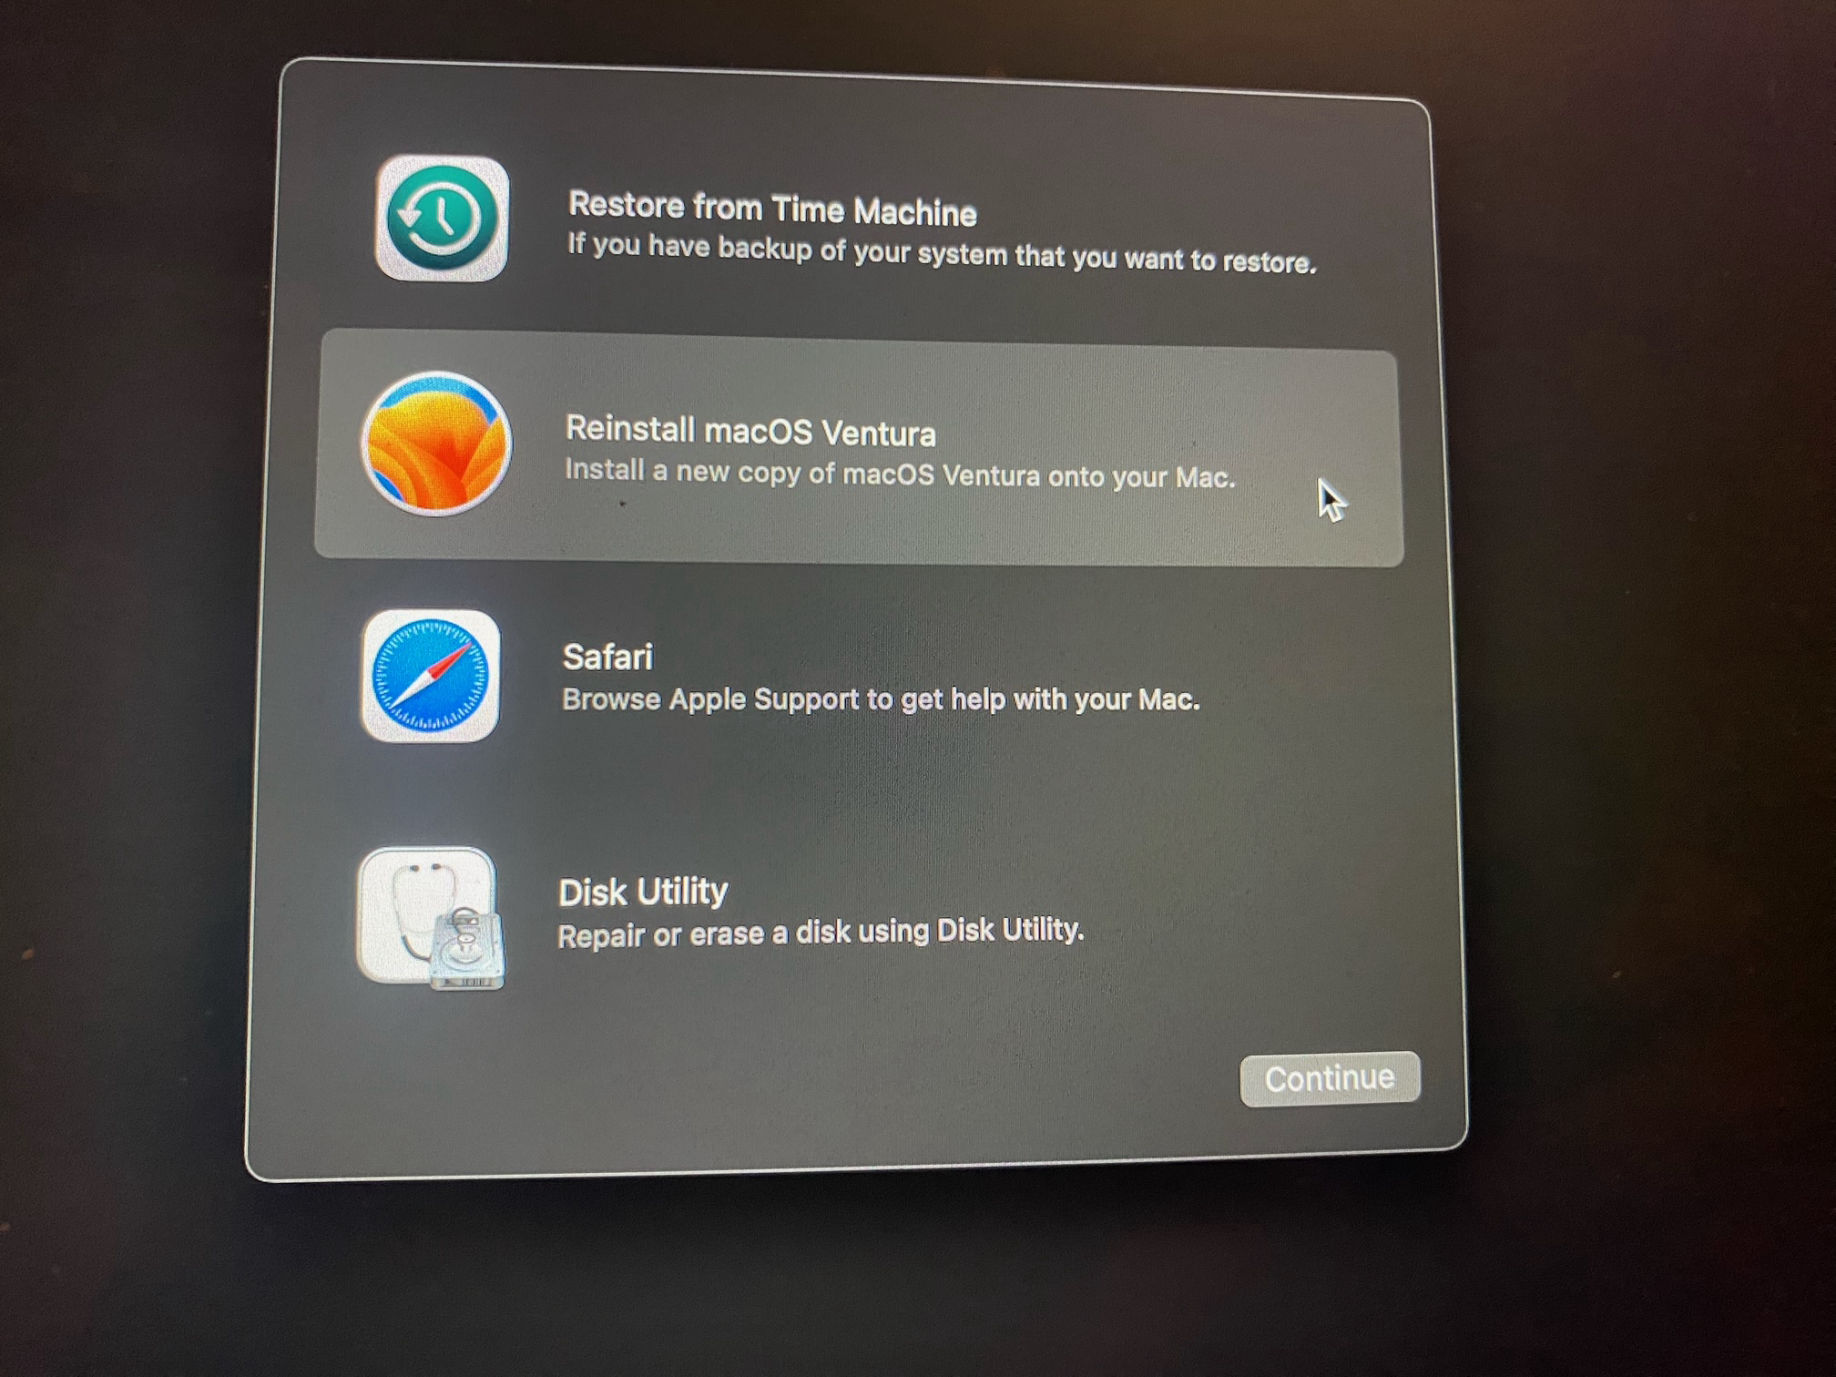 Restore from Time Machine
If you have backup of your system that you want to restore.
Reinstall macOS Ventura
Install a new copy of macOS Ventura onto your Mac.
Safari
Browse Apple Support to get help with your Mac.
Disk Utility
Repair or erase a disk using Disk Utility.
Continue